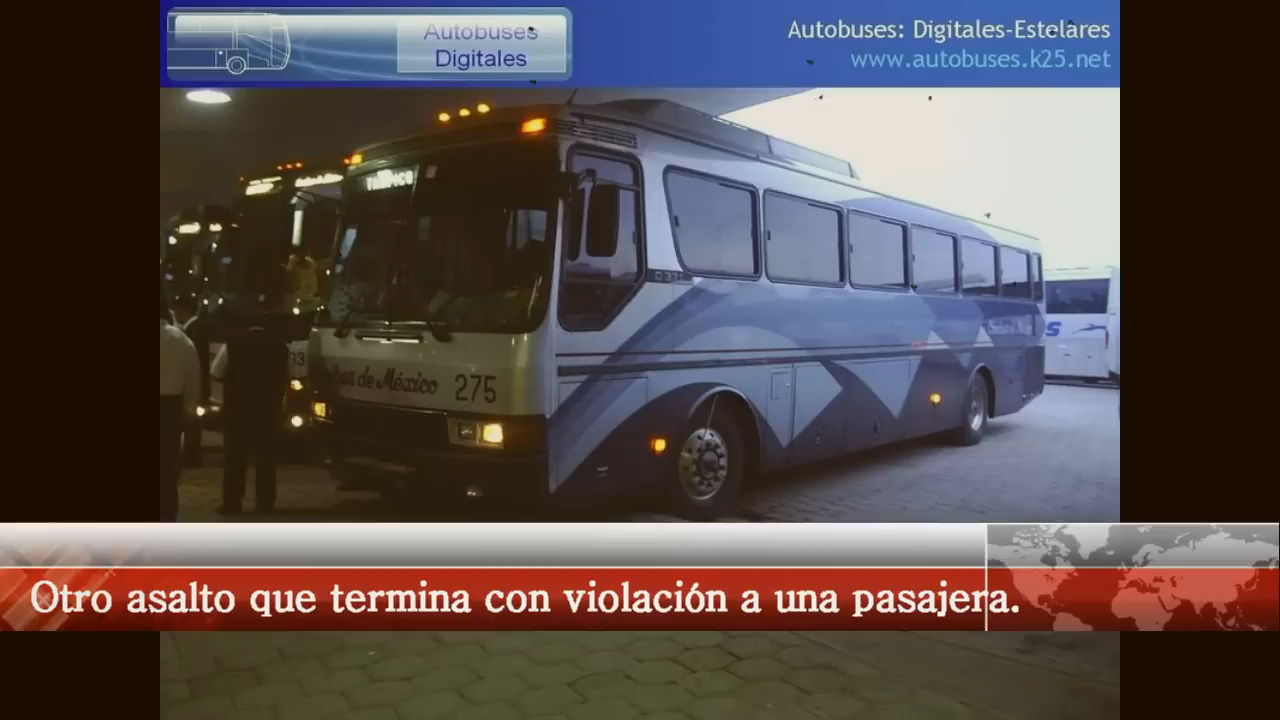 Autobuses
Digitales
Autobuses: Digitales-Estelares
www.autobuses.k25.net
de México
275
Otro asalto que termina con violación a una pasajera.